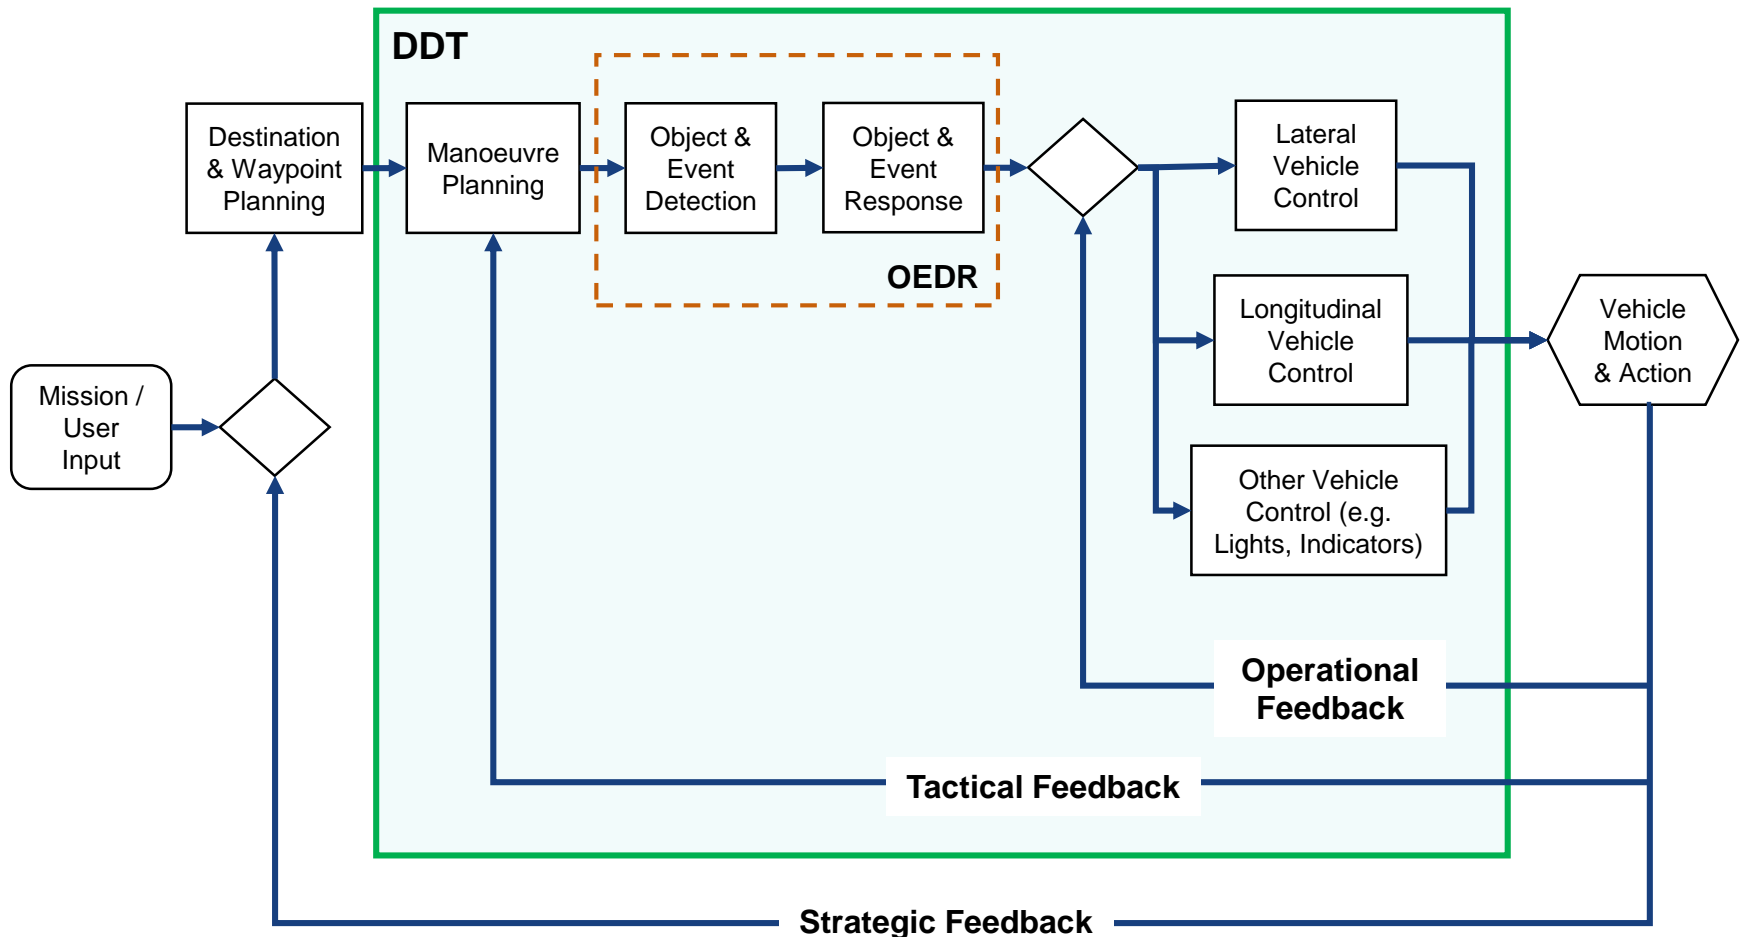 DDT
Destination
& Waypoint
Planning
Manoeuvre
Planning
Object &
Event
Detection
Object &
Event
Response
OEDR
Lateral
Vehicle
Control
Longitudinal
Vehicle
Control
Other Vehicle
Control (e.g.
Lights, Indicators)
Vehicle
Motion
& Action
Mission /
User
Input
Operational
Feedback
Tactical Feedback
Strategic Feedback